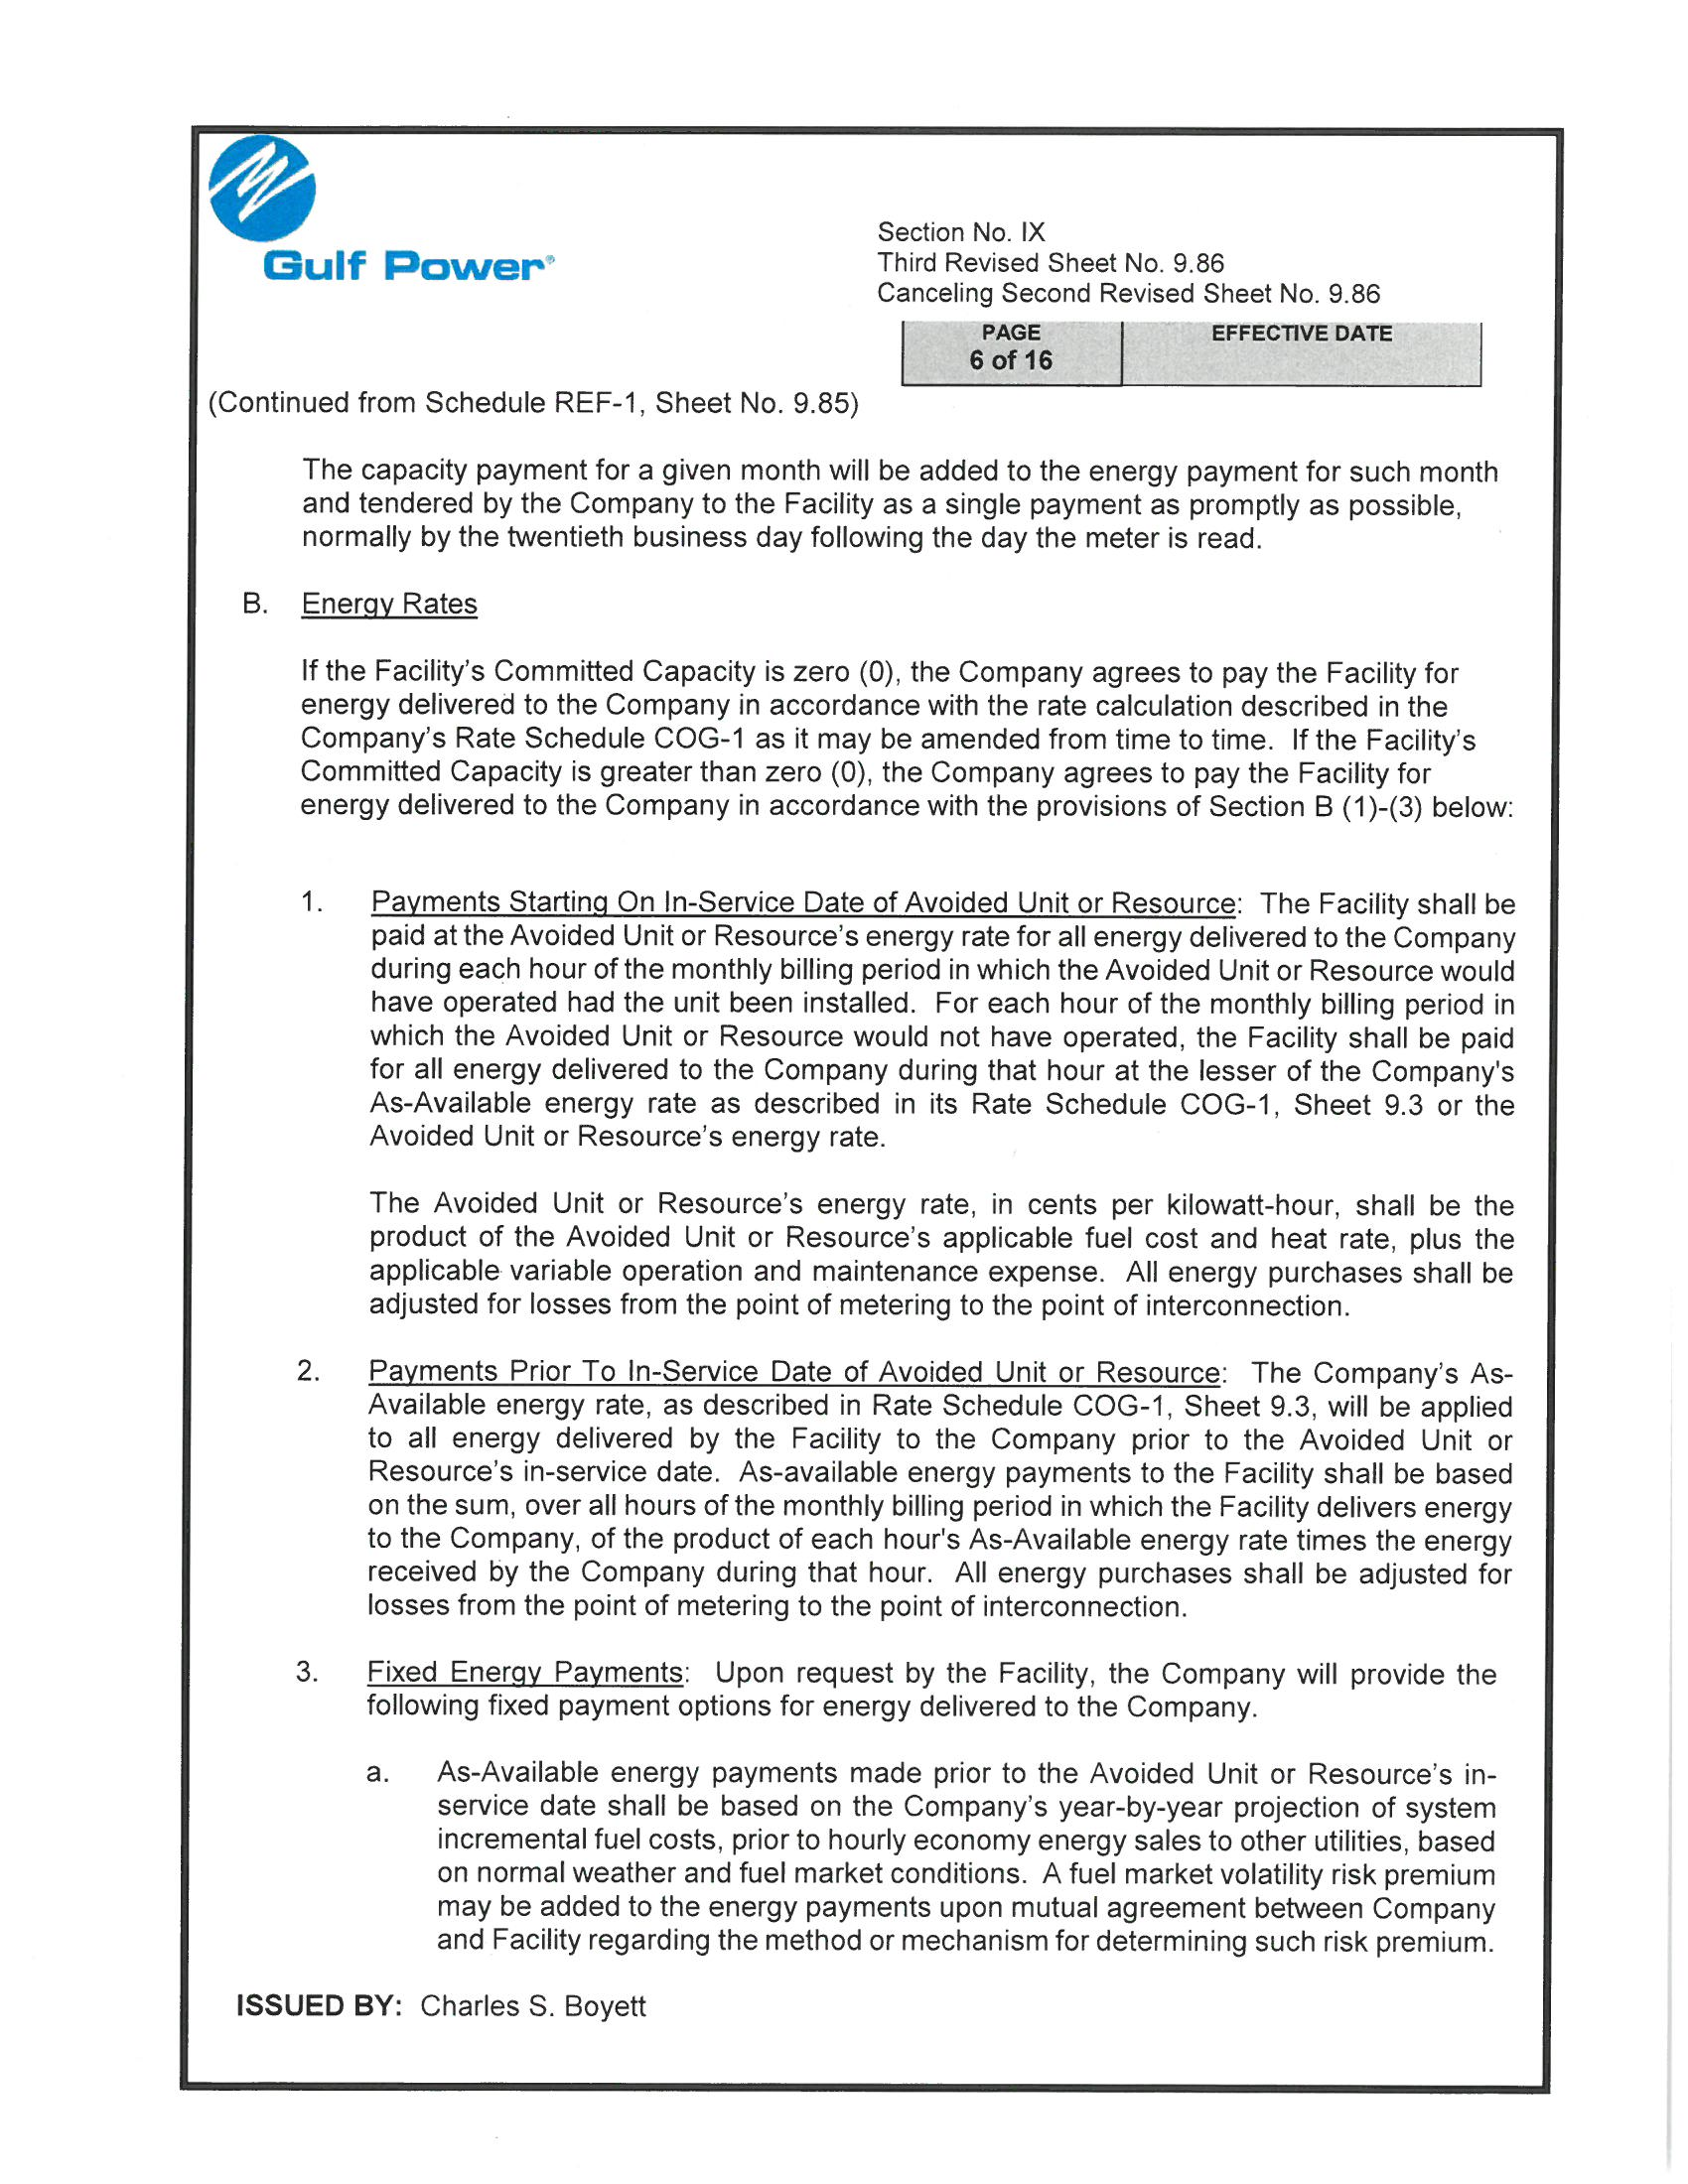 Gulf Power®
Section No. IX
Third Revised Sheet No. 9.86
Canceling Second Revised Sheet No. 9.86
PAGE
6 of 16
EFFECTIVE DATE
(Continued from Schedule REF-1, Sheet No. 9.85)
The capacity payment for a given month will be added to the energy payment for such month
and tendered by the Company to the Facility as a single payment as promptly as possible,
normally by the twentieth business day following the day the meter is read.
B. Energy Rates
If the Facility's Committed Capacity is zero (0), the Company agrees to pay the Facility for
energy delivered to the Company in accordance with the rate calculation described in the
Company's Rate Schedule COG-1 as it may be amended from time to time. If the Facility's
Committed Capacity is greater than zero (0), the Company agrees to pay the Facility for
energy delivered to the Company in accordance with the provisions of Section B (1)-(3) below:
1. Payments Starting On In-Service Date of Avoided Unit or Resource: The Facility shall be
paid at the Avoided Unit or Resource's energy rate for all energy delivered to the Company
during each hour of the monthly billing period in which the Avoided Unit or Resource would
have operated had the unit been installed. For each hour of the monthly billing period in
which the Avoided Unit or Resource would not have operated, the Facility shall be paid
for all energy delivered to the Company during that hour at the lesser of the Company's
As-Available energy rate as described in its Rate Schedule COG-1, Sheet 9.3 or the
Avoided Unit or Resource's energy rate.
The Avoided Unit or Resource's energy rate, in cents per kilowatt-hour, shall be the
product of the Avoided Unit or Resource's applicable fuel cost and heat rate, plus the
applicable variable operation and maintenance expense. All energy purchases shall be
adjusted for losses from the point of metering to the point of interconnection.
2. Payments Prior To In-Service Date of Avoided Unit or Resource: The Company's As-
Available energy rate, as described in Rate Schedule COG-1, Sheet 9.3, will be applied
to all energy delivered by the Facility to the Company prior to the Avoided Unit or
Resource's in-service date. As-available energy payments to the Facility shall be based
on the sum, over all hours of the monthly billing period in which the Facility delivers energy
to the Company, of the product of each hour's As-Available energy rate times the energy
received by the Company during that hour. All energy purchases shall be adjusted for
losses from the point of metering to the point of interconnection.
3. Fixed Energy Payments: Upon request by the Facility, the Company will provide the
following fixed payment options for energy delivered to the Company.
a. As-Available energy payments made prior to the Avoided Unit or Resource's in-
service date shall be based on the Company's year-by-year projection of system
incremental fuel costs, prior to hourly economy energy sales to other utilities, based
on normal weather and fuel market conditions. A fuel market volatility risk premium
may be added to the energy payments upon mutual agreement between Company
and Facility regarding the method or mechanism for determining such risk premium.
ISSUED BY: Charles S. Boyett